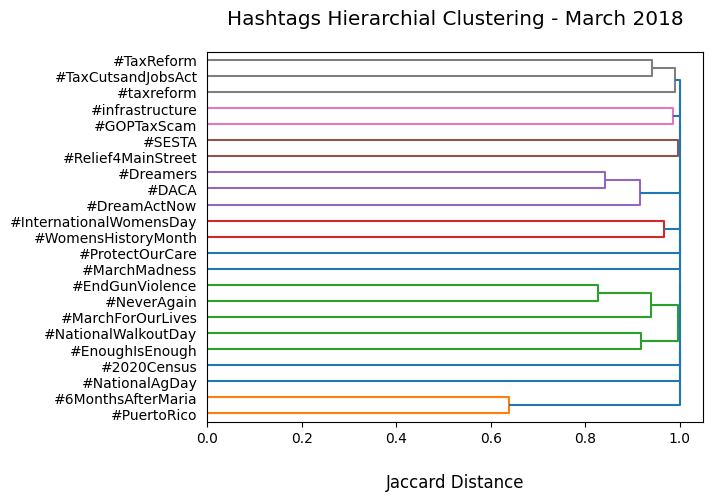 Hashtags Hierarchial Clustering - March 2018
#TaxReform
#TaxCutsandJobsAct
#taxreform
#infrastructure
#GOPTaxScam
#SESTA
#Relief4MainStreet
#Dreamers
#DACA
#DreamActNow
#InternationalWomensDay
#WomensHistoryMonth
#ProtectOurCare
#MarchMadness
#EndGunViolence
#NeverAgain
#MarchForOurLives
#NationalWalkoutDay
#EnoughIsEnough
#2020Census
#NationalAgDay
#6MonthsAfterMaria
#PuertoRico
0.0 0.2 0.4 0.6 0.8 1.0
Jaccard Distance